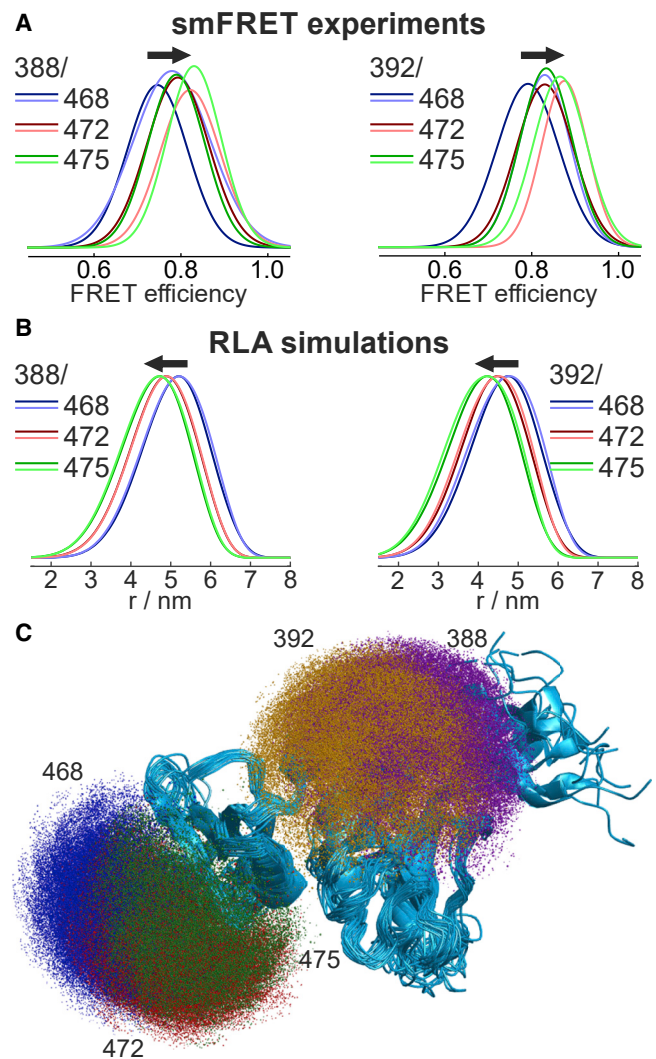 A
smFRET experiments
388/
468
472
475
0.6 0.8 1.0
FRET efficiency
392/
468
472
475
0.6 0.8 1.0
FRET efficiency
B
RLA simulations
388/
468
472
475
2 3 4 5 6 7 8
r / nm
392/
468
472
475
2 3 4 5 6 7 8
r / nm
C
392 388
468
475
472